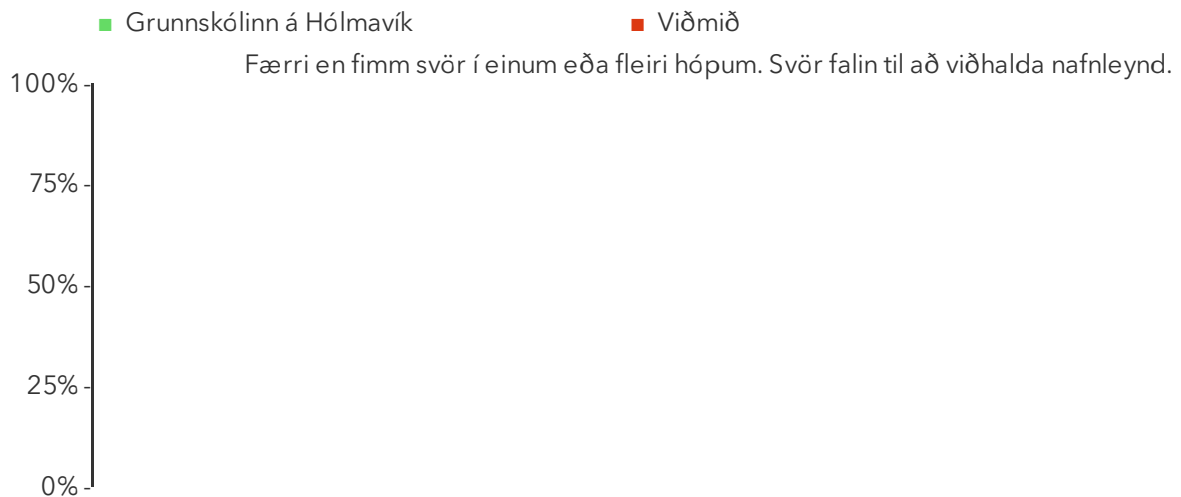 Grunnskólinn á Hólmavík Viðmið
Færri en fimm svör í einum eða fleiri hópum. Svör falin til að viðhalda nafnleynd.
100%
75%
50%
25%
0%